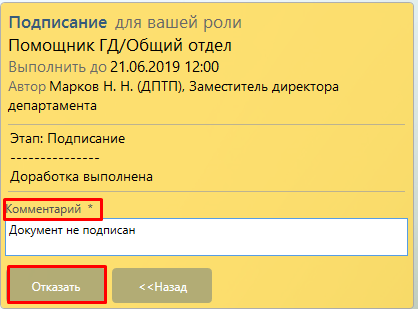 Подписание для вашей роли
Помощник ГД/Общий отдел
Выполнить до 21.06.2019 12:00
Автор Марков Н. Н. (ДПТП), Заместитель директора
департамента
Этап: Подписание
---------------
Доработка выполнена
Комментарий *
Документ не подписан
Отказать <<Назад